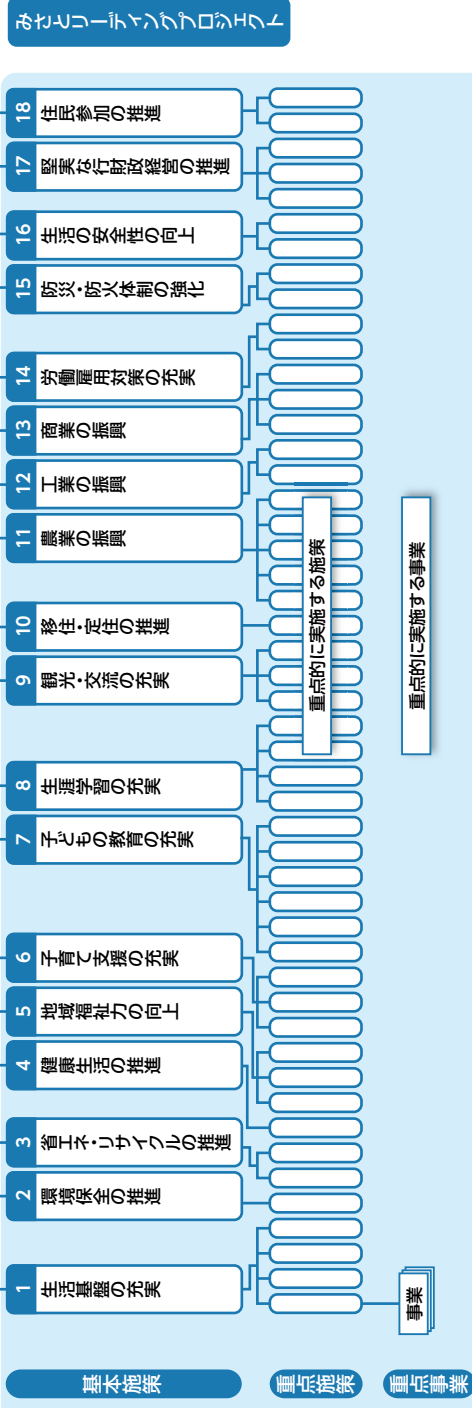 みさとリーディングプロジェクト
基本施策
1 生活基盤の充実
2 環境保全の推進
3 省エネ・リサイクルの推進
4 健康生活の推進
5 地域福祉力の向上
6 子育て支援の充実
7 子どもの教育の充実
8 生涯学習の充実
9 観光・交流の充実
10 移住・定住の推進
11 農業の振興
12 工業の振興
13 商業の振興
14 労働雇用対策の充実
15 防災・防火体制の強化
16 生活の安全性の向上
17 堅実な行財政経営の推進
18 住民参加の推進
重点施策
重点的に実施する施策
重点事業
事業
重点的に実施する事業